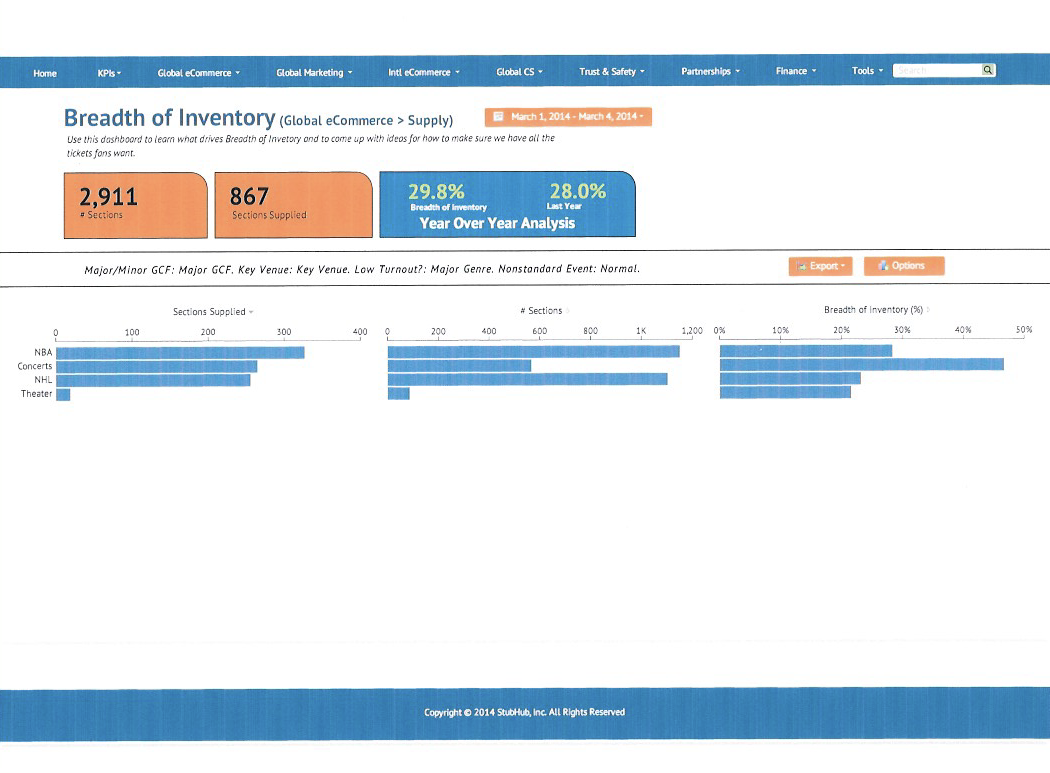 Home KPIs Global eCommerce Global Marketing Intl eCommerce Global CS Trust & Safety Partnerships Finance Tools Search
Breadth of Inventory (Global eCommerce > Supply) March 1, 2014 - March 4, 2014
Use this dashboard to learn what drives Breadth of Invetory and to come up with ideas for how to make sure we have all the
tickets fans want.
2,911 867 29.8% 28.0%
# Sections Sections Supplied Breadth of Inventory Last Year
Year Over Year Analysis
Major/Minor GCF: Major GCF. Key Venue: Key Venue. Low Turnout?: Major Genre. Nonstandard Event: Normal. Export Options
Sections Supplied # Sections Breadth of Inventory (%)
0 100 200 300 400 0 200 400 600 800 1K 1,200 0% 10% 20% 30% 40% 50%
NBA
Concerts
NHL
Theater
Copyright © 2014 StubHub, Inc. All Rights Reserved